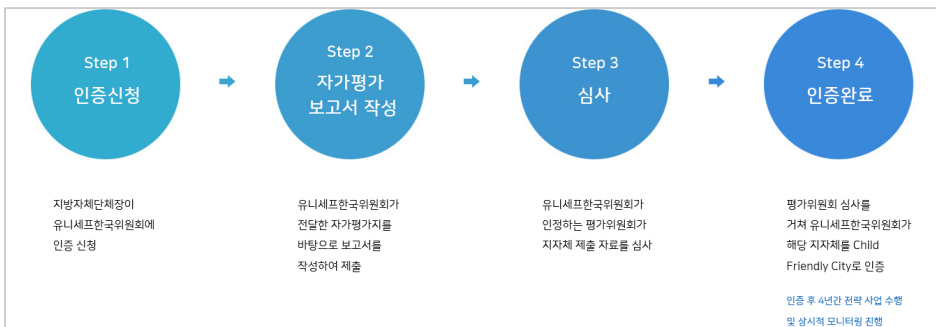 Step 1
인증신청
Step 2
자가평가
보고서 작성
Step 3
심사
Step 4
인증완료
지방자체단체장이
유니세프한국위원회에
인증 신청
유니세프한국위원회가
전달한 자가평가지를
바탕으로 보고서를
작성하여 제출
유니세프한국위원회가
인정하는 평가위원회가
지자체 제출 자료를 심사
평가위원회 심사를
거쳐 유니세프한국위원회가
해당 지자체를 Child
Friendly City로 인증
인증 후 4년간 전략 사업 수행
및 상시적 모니터링 진행